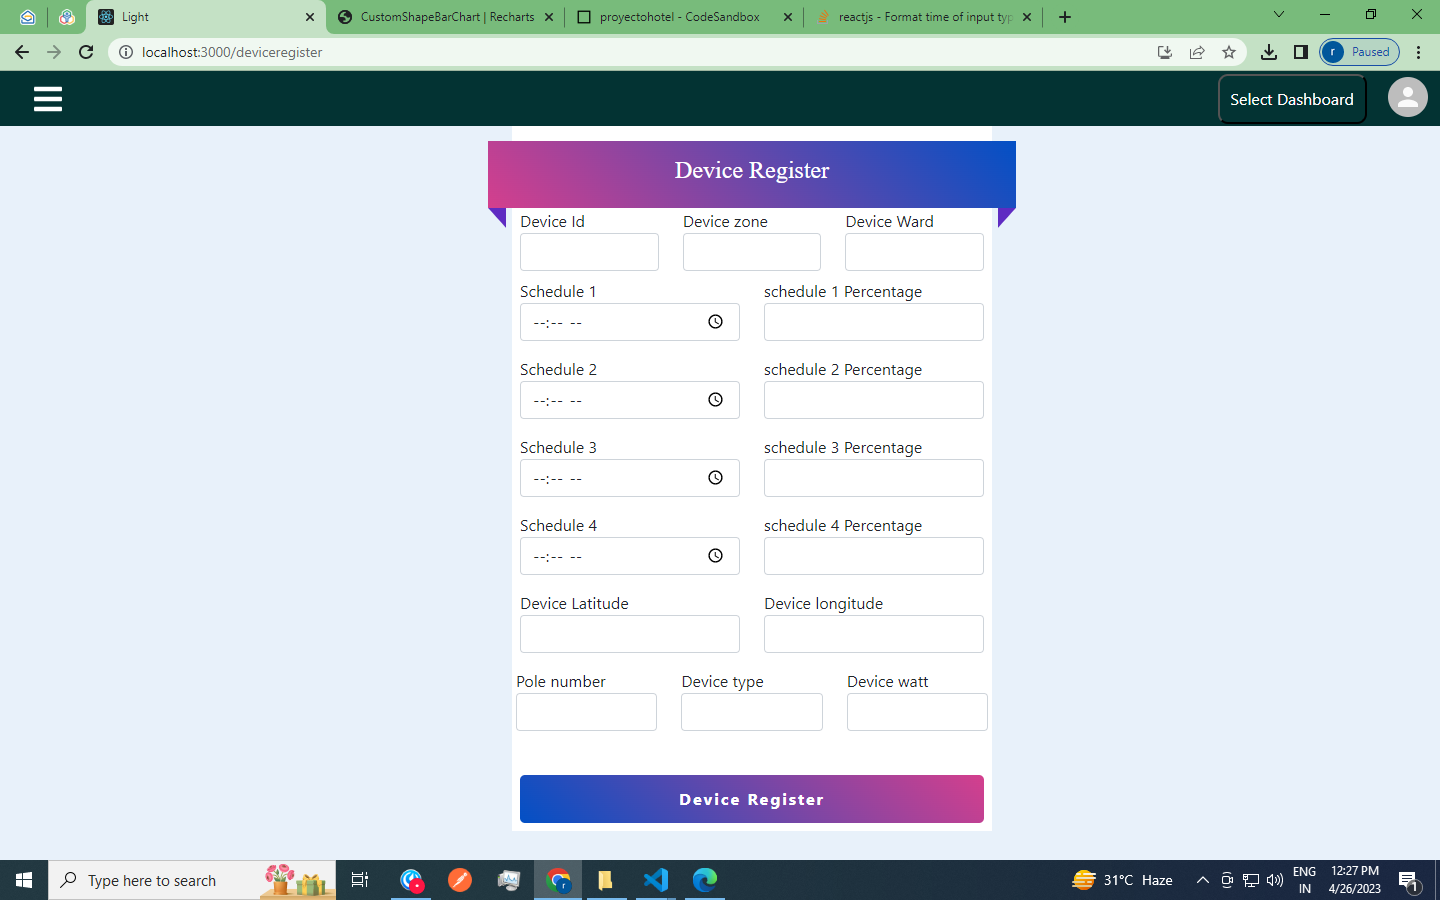 Light
CustomShapeBarChart | Recharts
proyectohotel - CodeSandbox
reactjs - Format time of input typ
localhost:3000/deviceregister
r
Paused
Select Dashboard
Device Register
Device Id
Device zone
Device Ward
Schedule 1
schedule 1 Percentage
--:-- --
Schedule 2
schedule 2 Percentage
--:-- --
Schedule 3
schedule 3 Percentage
--:-- --
Schedule 4
schedule 4 Percentage
--:-- --
Device Latitude
Device longitude
Pole number
Device type
Device watt
Device Register
Type here to search
r
31°C Haze
ENG
IN
12:27 PM
4/26/2023
1